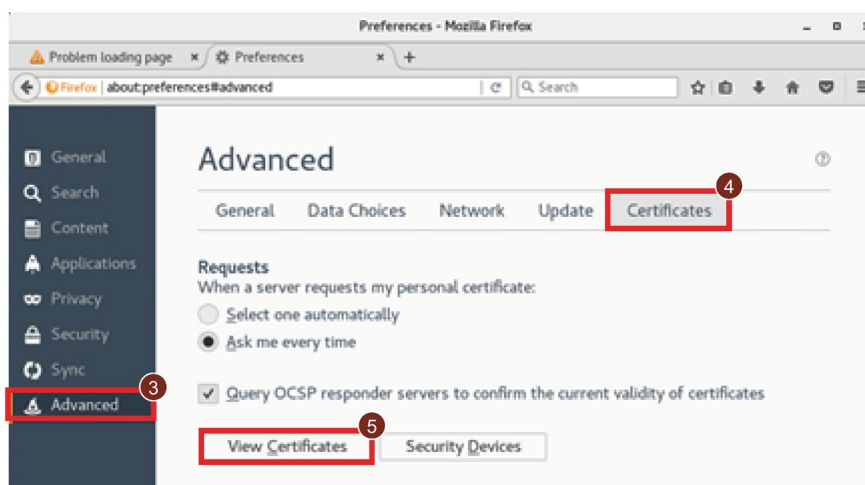 Preferences - Mozilla Firefox
Problem loading page
Preferences
Firefox about:preferences#advanced
Search
General
Search
Content
Applications
Privacy
Security
Sync
3
Advanced
Advanced
4
General Data Choices Network Update Certificates
Requests
When a server requests my personal certificate:
Select one automatically
Ask me every time
Query OCSP responder servers to confirm the current validity of certificates
5
View Certificates Security Devices